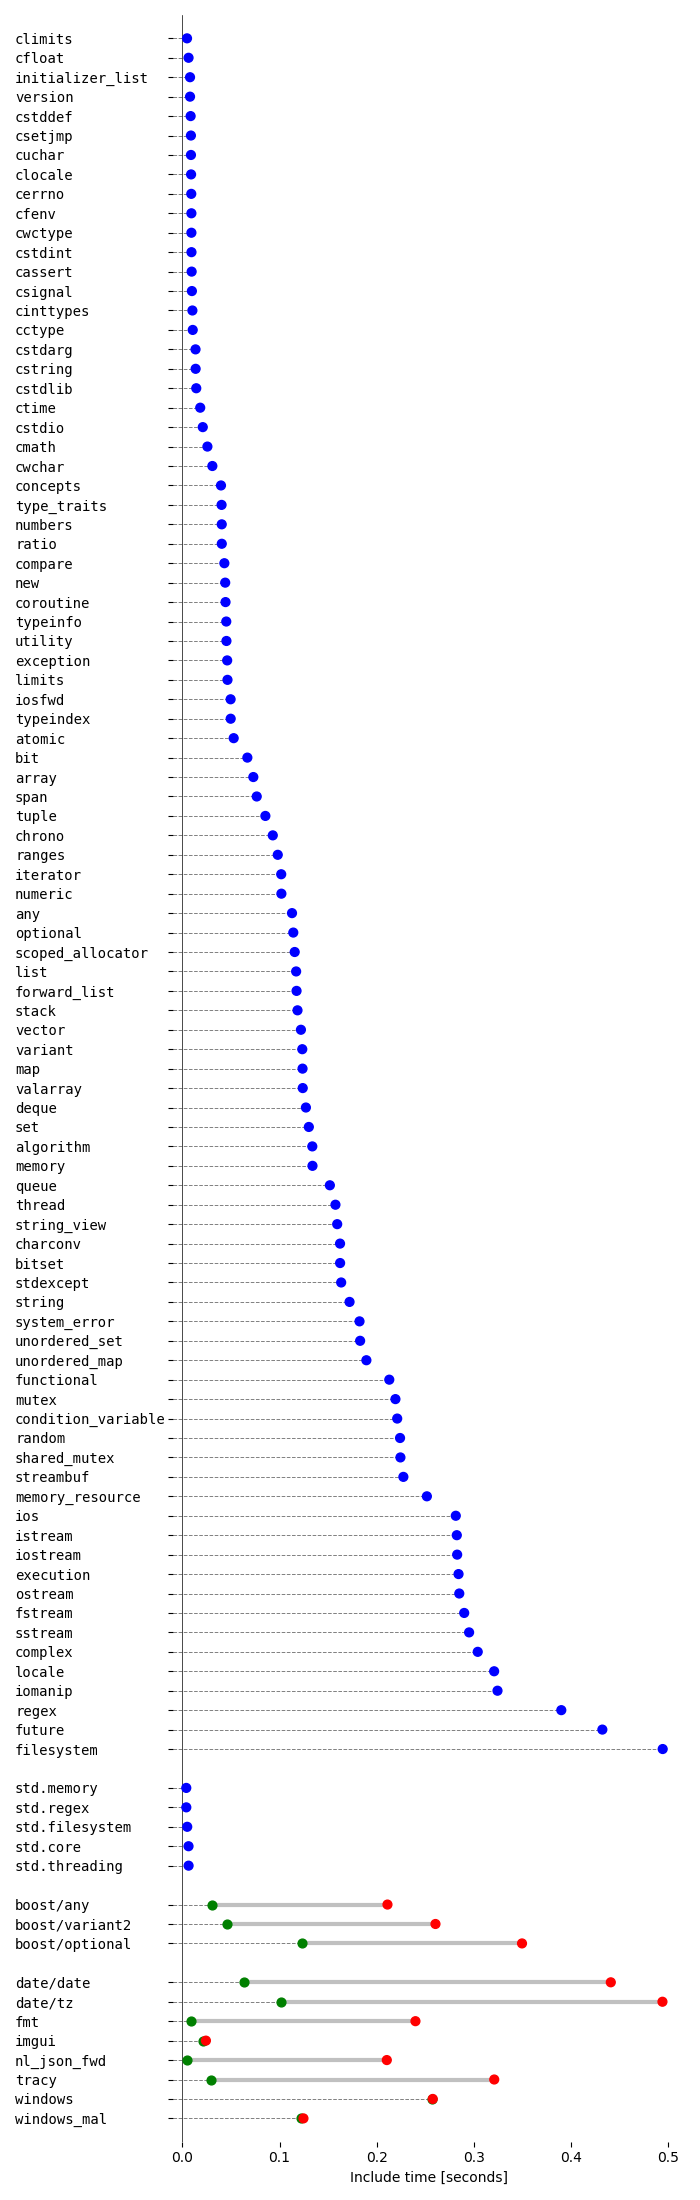 climits
cfloat
initializer_list
version
cstddef
csetjmp
cuchar
clocale
cerrno
cfenv
cwctype
cstdint
cassert
csignal
cinttypes
cctype
cstdarg
cstring
cstdlib
ctime
cstdio
cmath
cwchar
concepts
type_traits
numbers
ratio
compare
new
coroutine
typeinfo
utility
exception
limits
iosfwd
typeindex
atomic
bit
array
span
tuple
chrono
ranges
iterator
numeric
any
optional
scoped_allocator
list
forward_list
stack
vector
variant
map
valarray
deque
set
algorithm
memory
queue
thread
string_view
charconv
bitset
stdexcept
string
system_error
unordered_set
unordered_map
functional
mutex
condition_variable
random
shared_mutex
streambuf
memory_resource
ios
istream
iostream
execution
ostream
fstream
sstream
complex
locale
iomanip
regex
future
filesystem
std.memory
std.regex
std.filesystem
std.core
std.threading
boost/any
boost/variant2
boost/optional
date/date
date/tz
fmt
imgui
nl_json_fwd
tracy
windows
windows_mal
0.0 0.1 0.2 0.3 0.4 0.5
Include time [seconds]